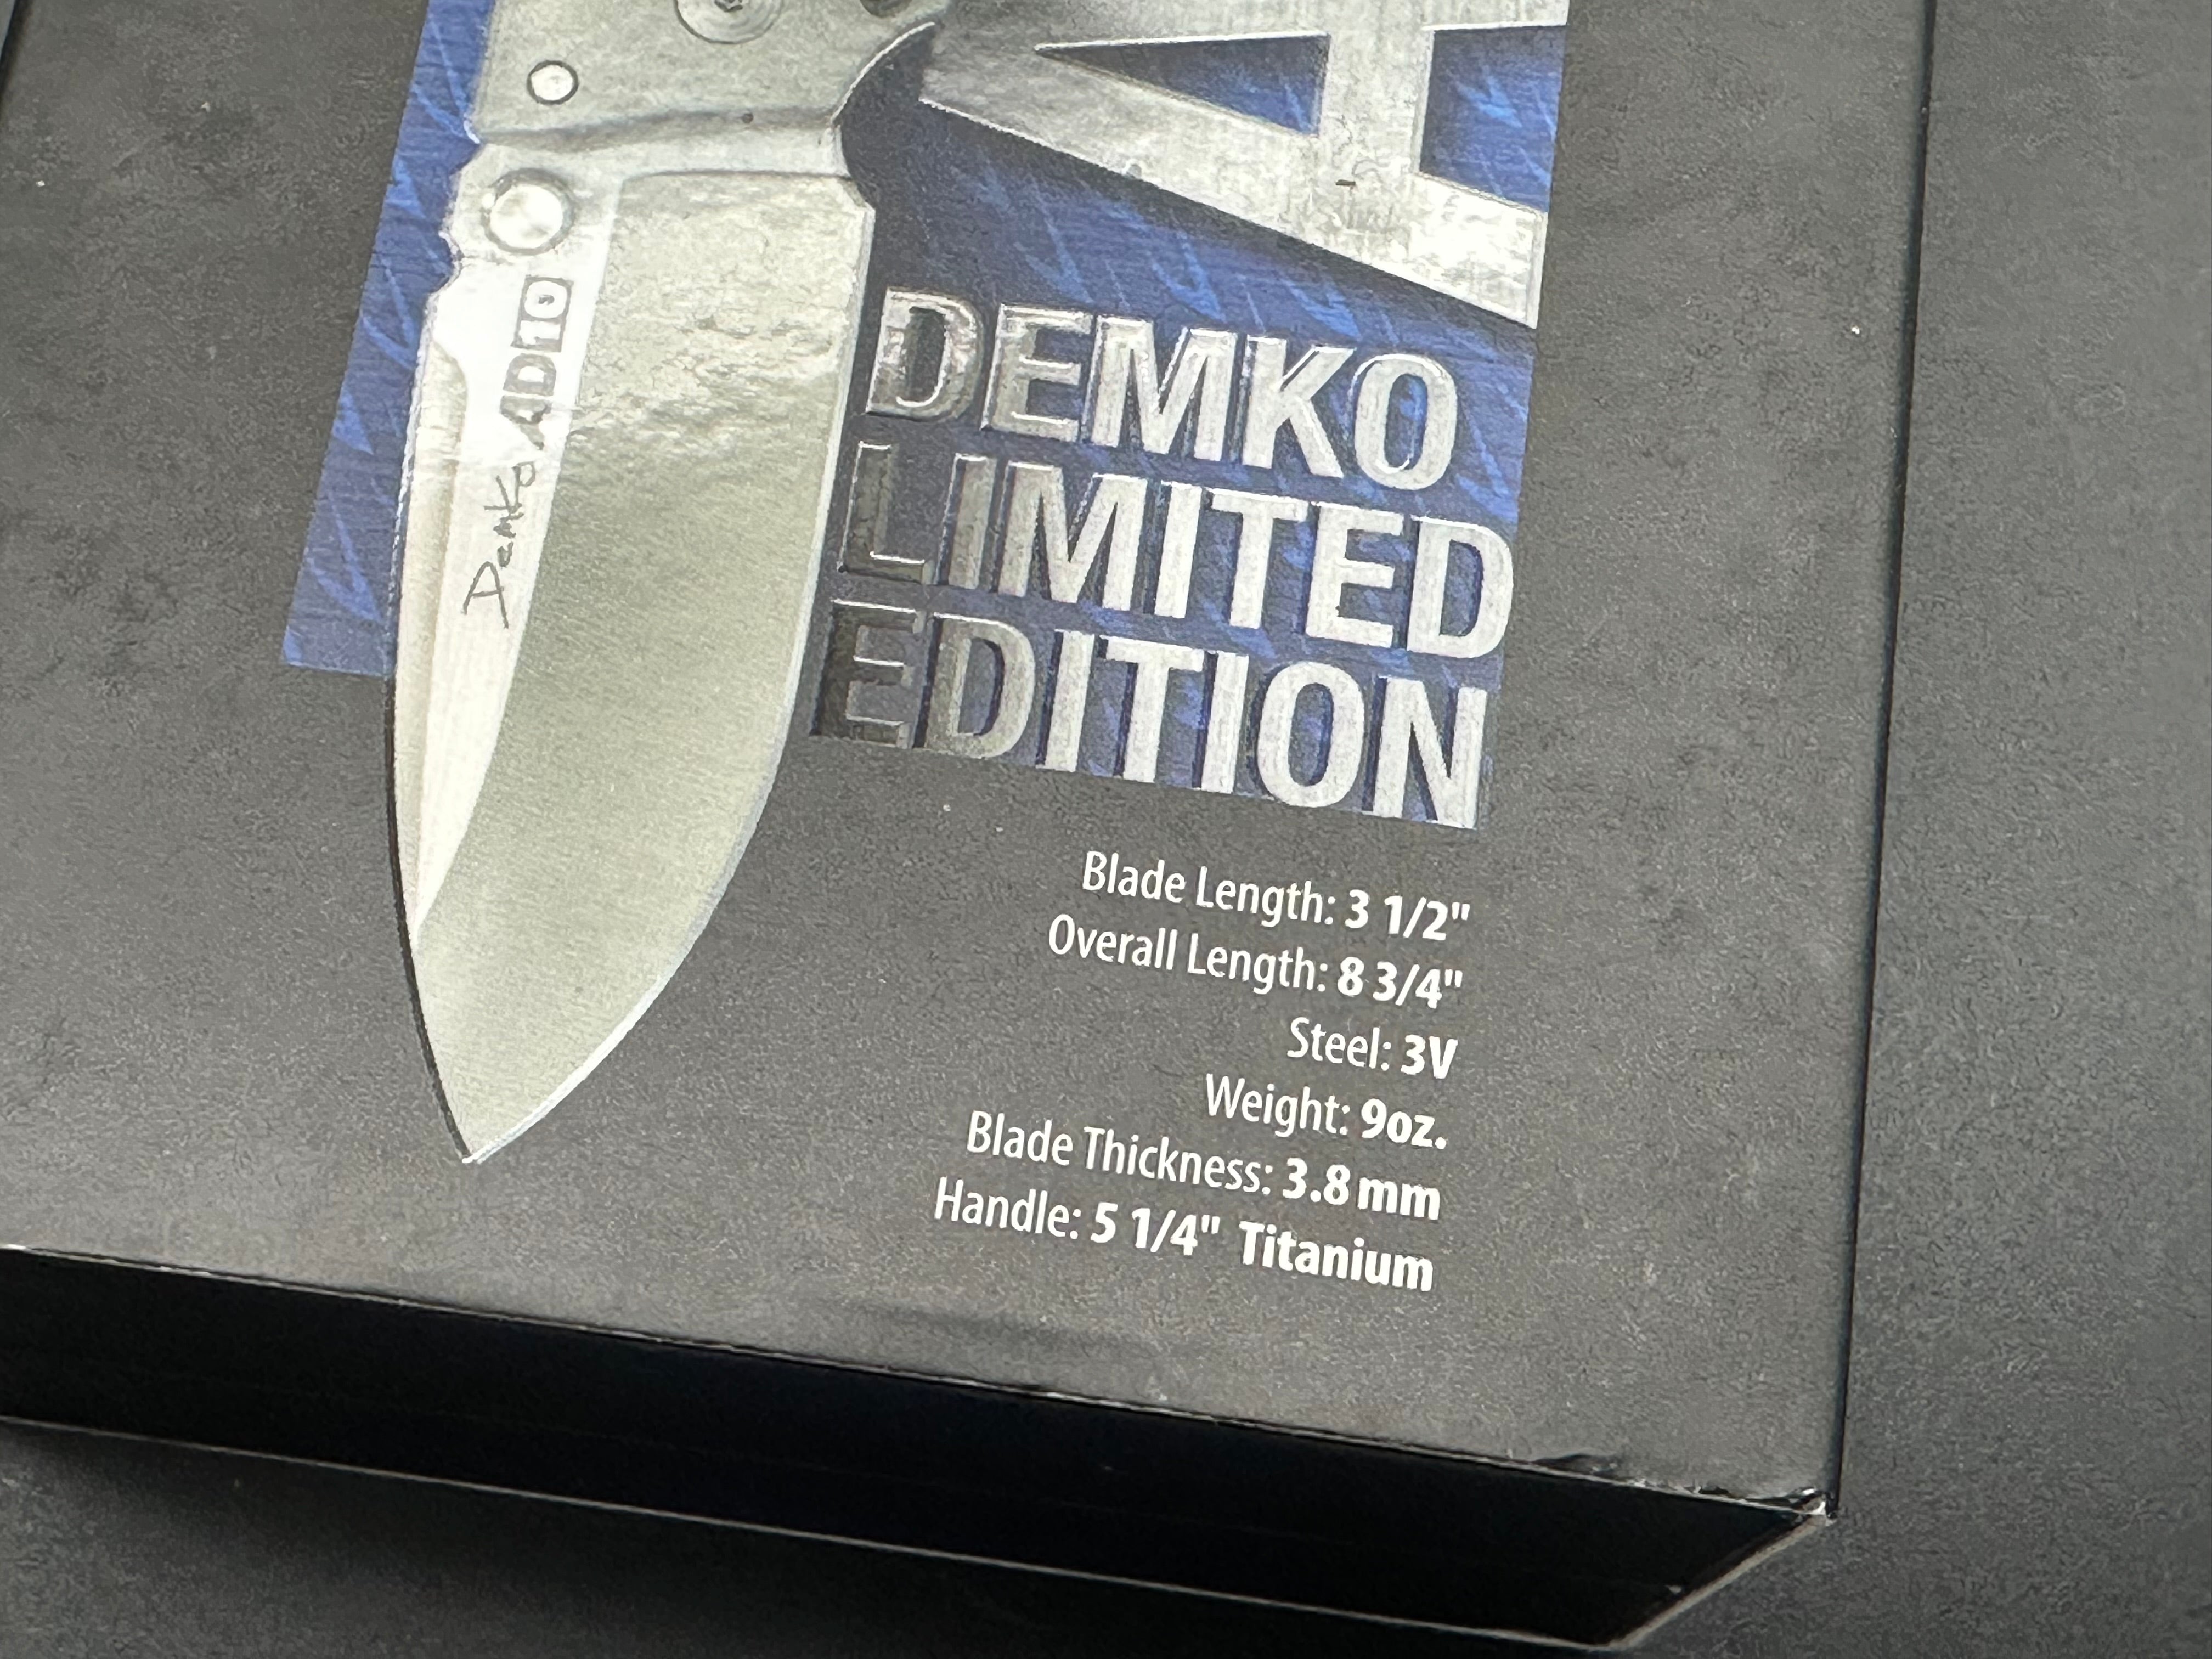 Demko AD10
DEMKO
LIMITED
EDITION
Blade Length: 3 1/2"
Overall Length: 8 3/4"
Steel: 3V
Weight: 9oz.
Blade Thickness: 3.8 mm
Handle: 5 1/4" Titanium